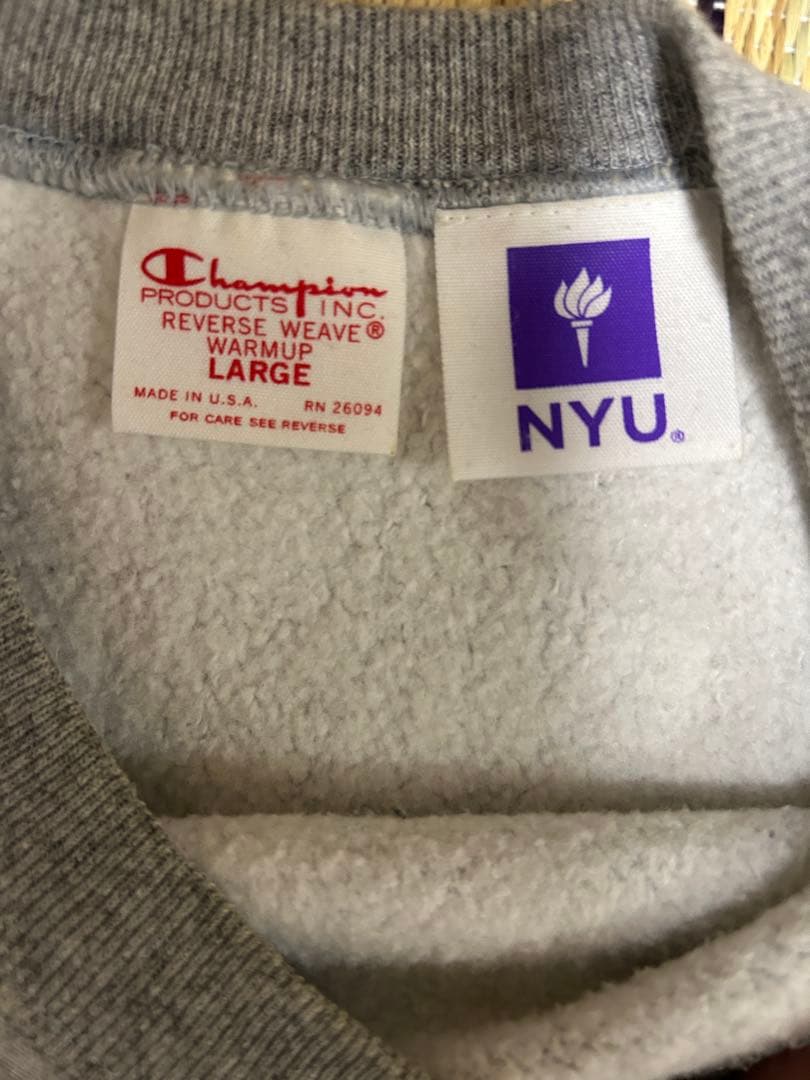 Champion
PRODUCTS INC.
REVERSE WEAVE®
WARMUP
LARGE
MADE IN U.S.A. RN 26094
FOR CARE SEE REVERSE
NYU®